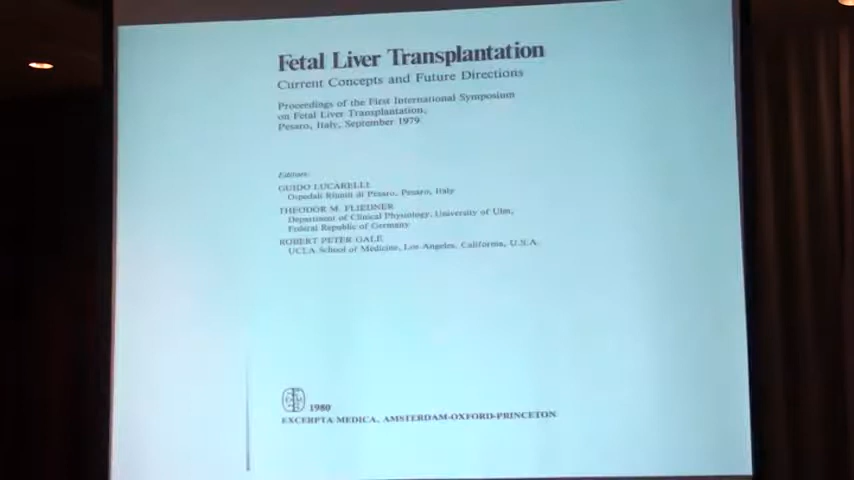 Fetal Liver Transplantation
Current Concepts and Future Directions
Proceedings of the First International Symposium
on Fetal Liver Transplantation,
Pesaro, Italy, September 1979
Editors:
GUIDO LUCARELLI
Ospedali Riuniti di Pesaro, Pesaro, Italy
THEODOR M. FLIEDNER
Department of Clinical Physiology, University of Ulm,
Federal Republic of Germany
ROBERT PETER GALE
UCLA School of Medicine, Los Angeles, California, U.S.A.
1980
EXCERPTA MEDICA, AMSTERDAM-OXFORD-PRINCETON